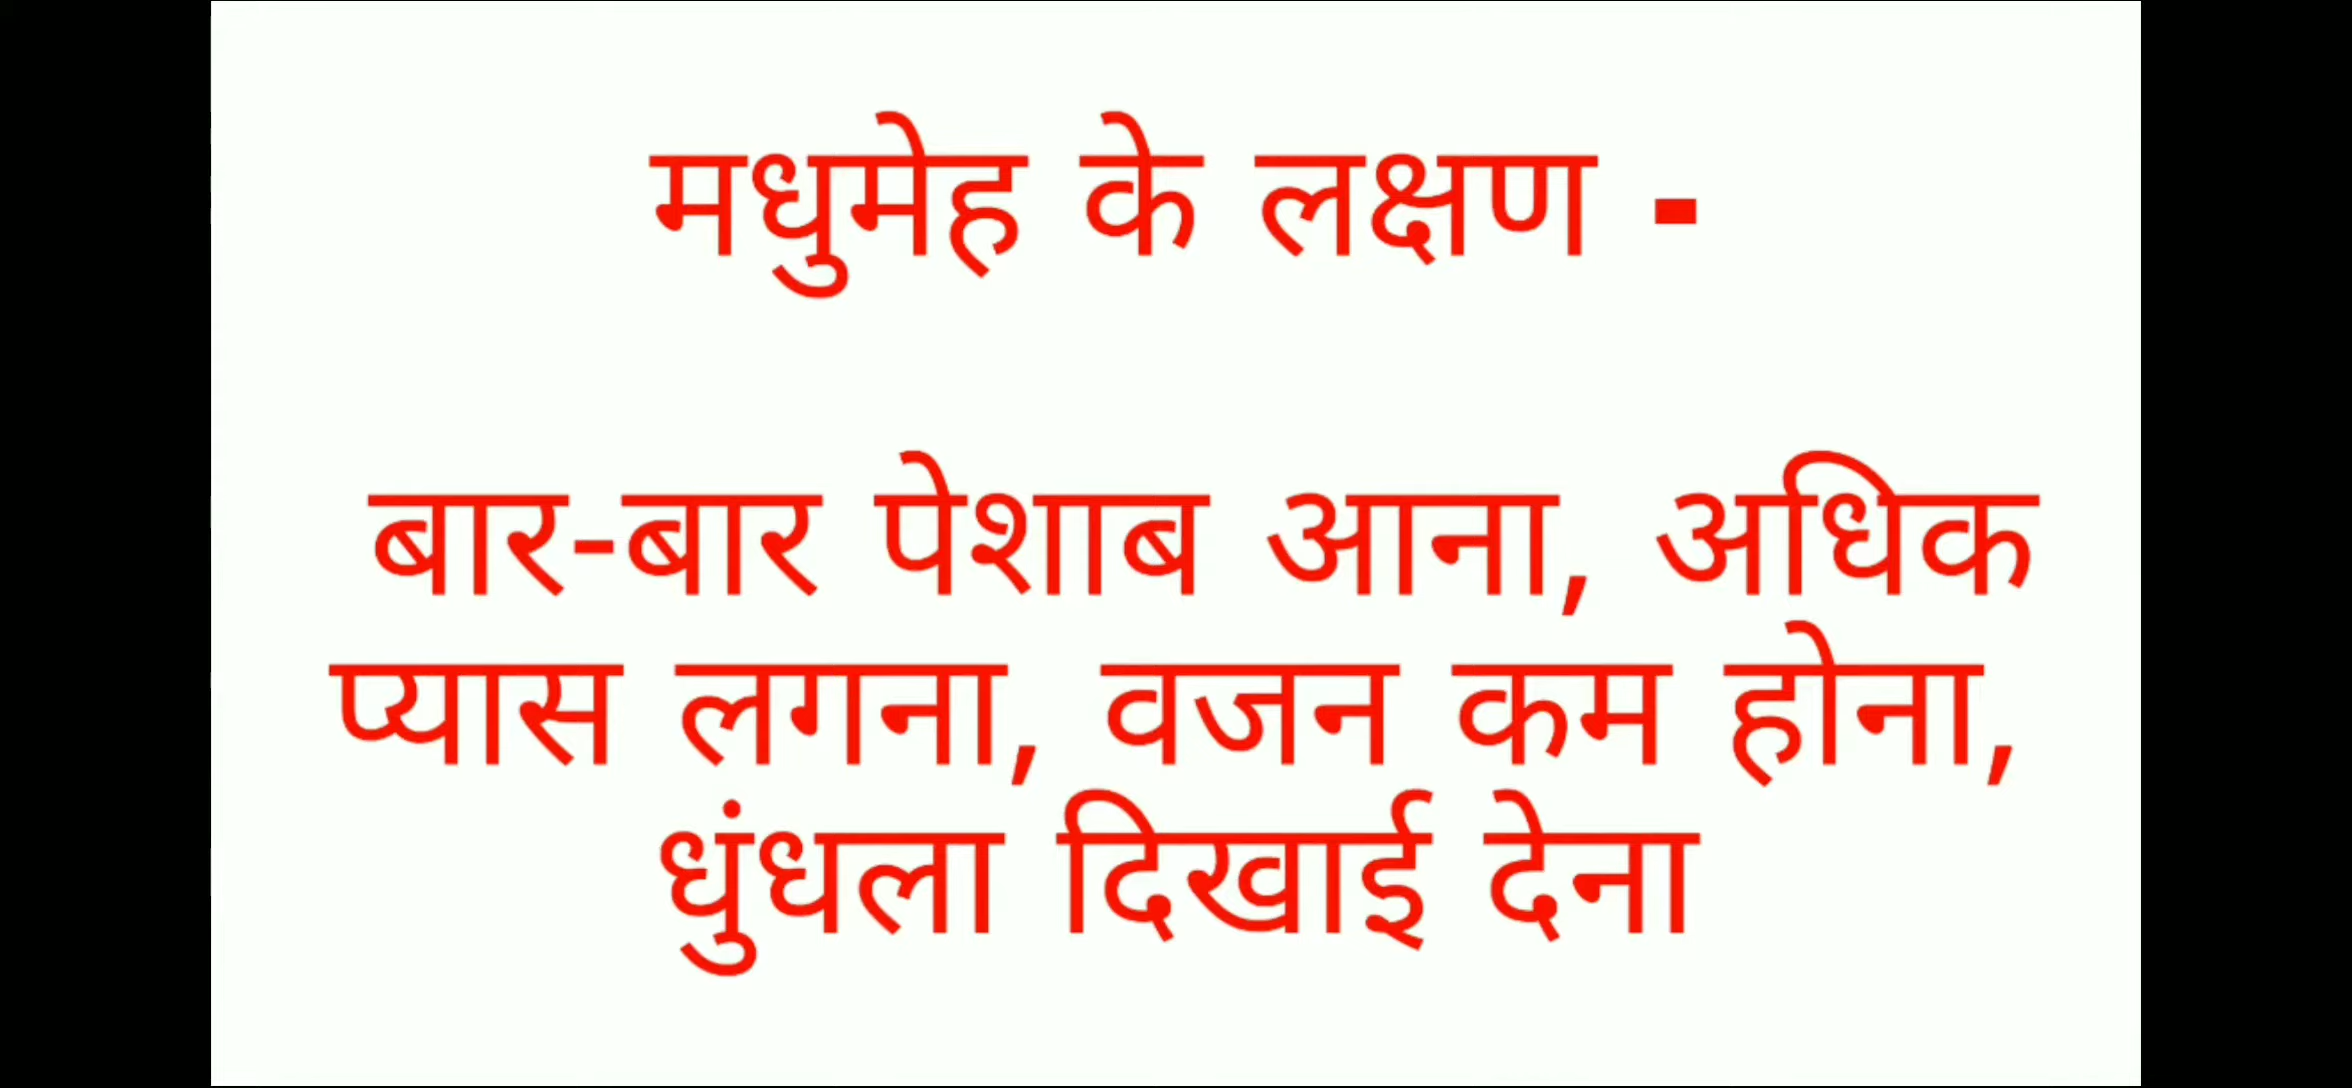 मधुमेह के लक्षण -
बार-बार पेशाब आना, अधिक
प्यास लगना, वजन कम होना,
धुंधला दिखाई देना